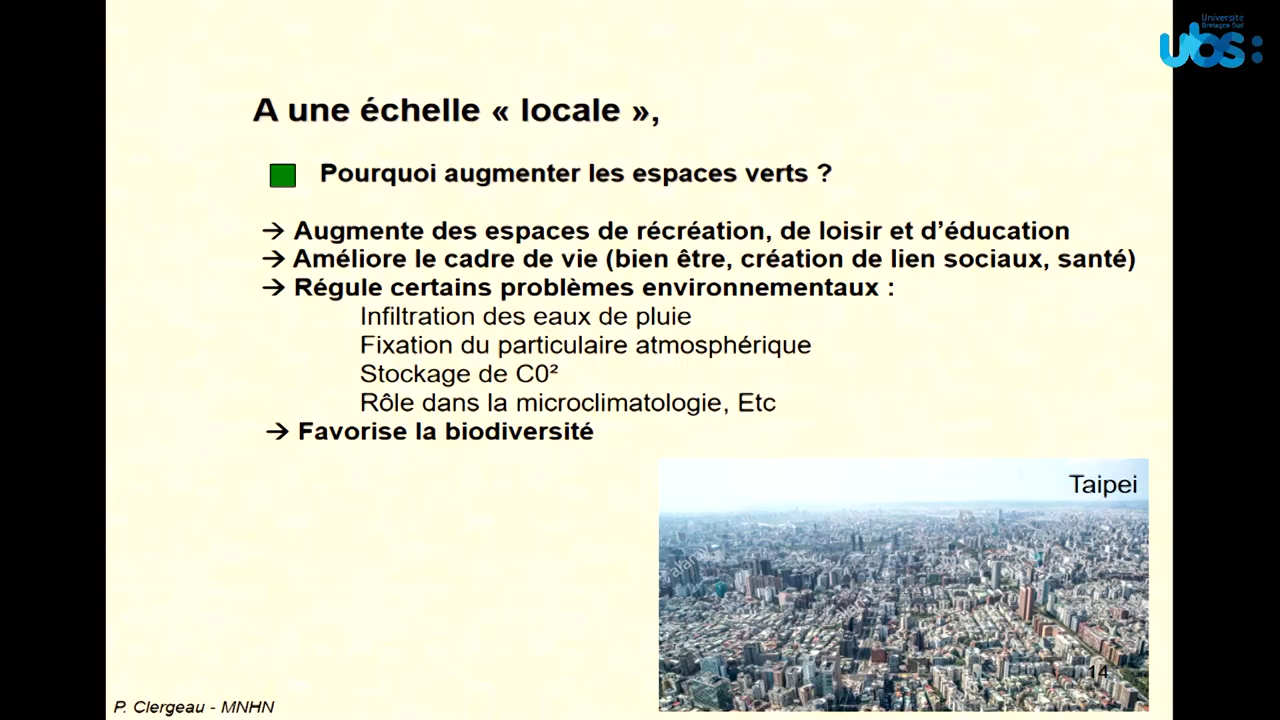 Université
Bretagne Sud
ubs:
A une échelle « locale »,
Pourquoi augmenter les espaces verts ?
→ Augmente des espaces de récréation, de loisir et d’éducation
→ Améliore le cadre de vie (bien être, création de lien sociaux, santé)
→ Régule certains problèmes environnementaux :
Infiltration des eaux de pluie
Fixation du particulaire atmosphérique
Stockage de C0²
Rôle dans la microclimatologie, Etc
→ Favorise la biodiversité
Taipei
alamy
14
P. Clergeau - MNHN